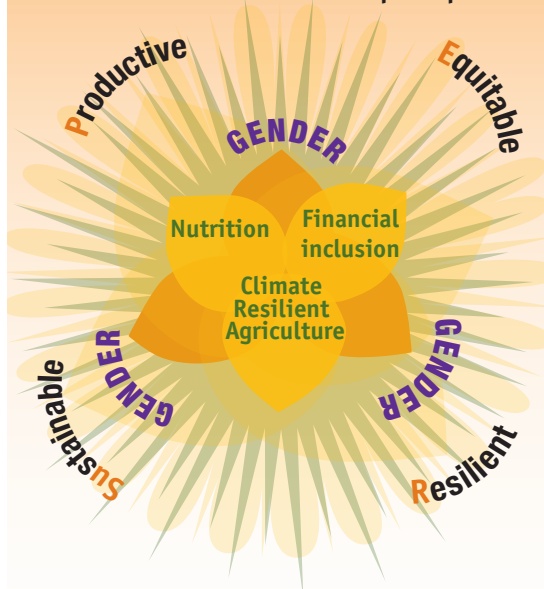 Productive
Equitable
GENDER
Nutrition
Financial
inclusion
Climate
Resilient
Agriculture
GENDER
GENDER
Sustainable
Resilient